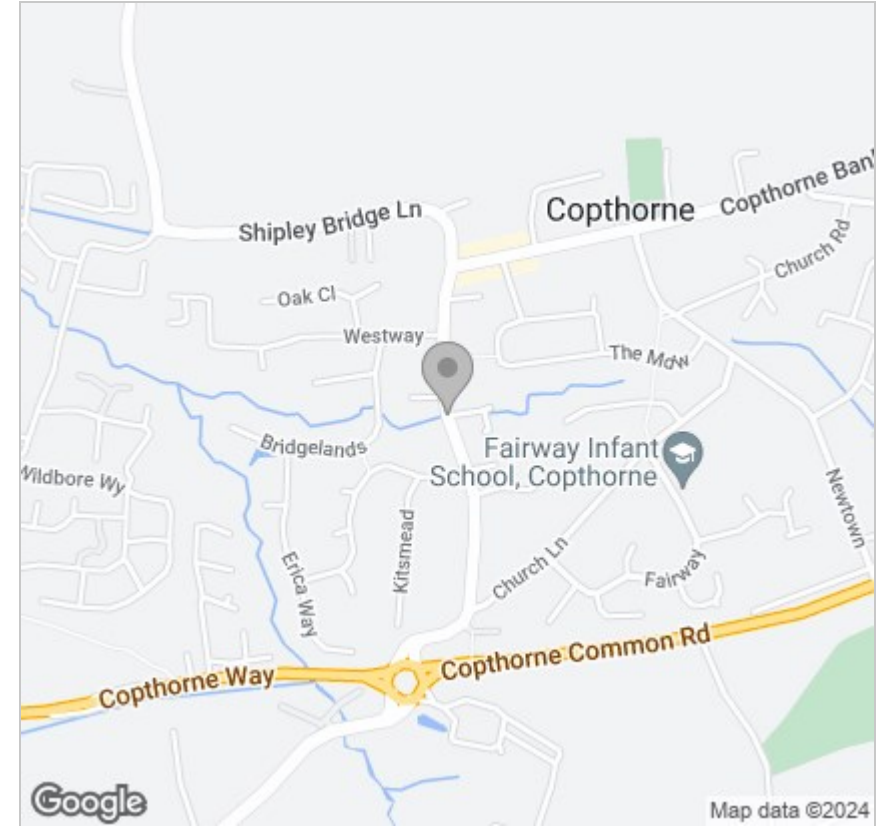 Shipley Bridge Ln
Copthorne
Copthorne Ban
Church Rd
Oak Cl
Westway
The Mdw
Bridgelands
Fairway Infant
School, Copthorne
Wildbore Wy
Kitsmead
Erica Way
Church Ln
Fairway
Newtown
Copthorne Way
Copthorne Common Rd
Google
Map data ©2024